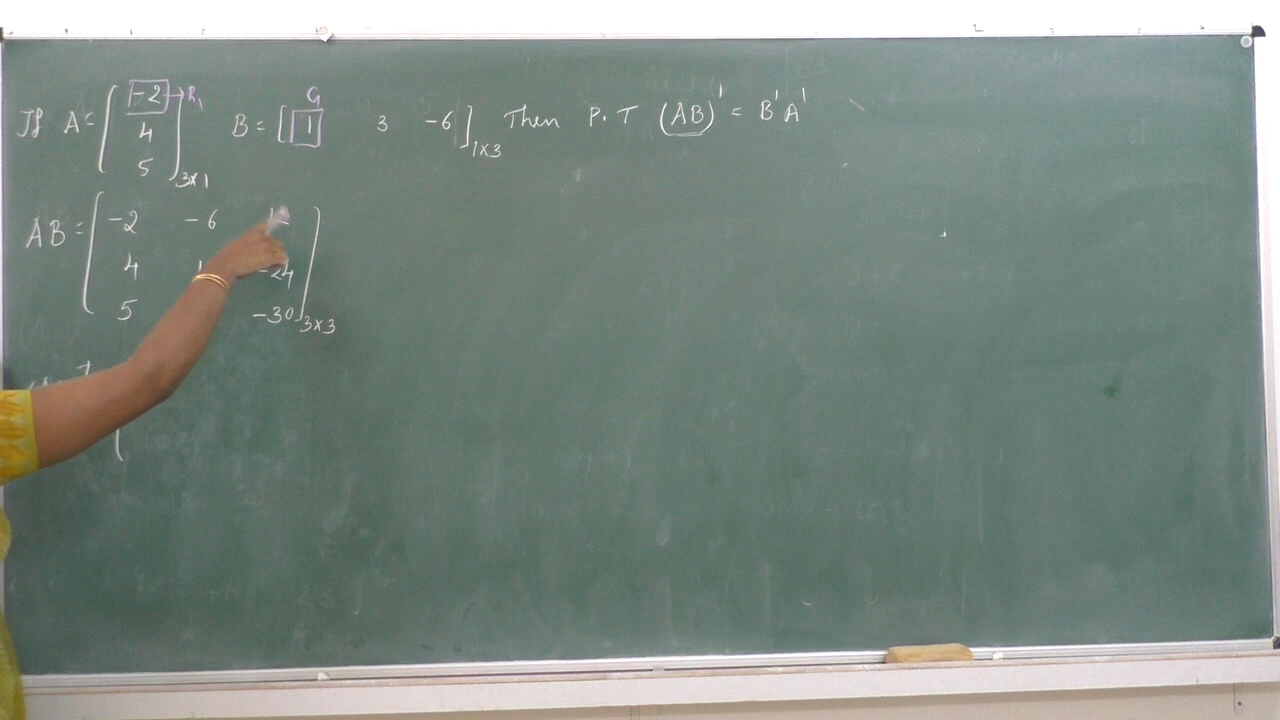 If A = [-2 R1 B = [1 3 -6]1x3 Then P.T (AB)' = B'A'
C1
4
5]3x1
AB = [-2 -6
4 -24
5 -30]3x3